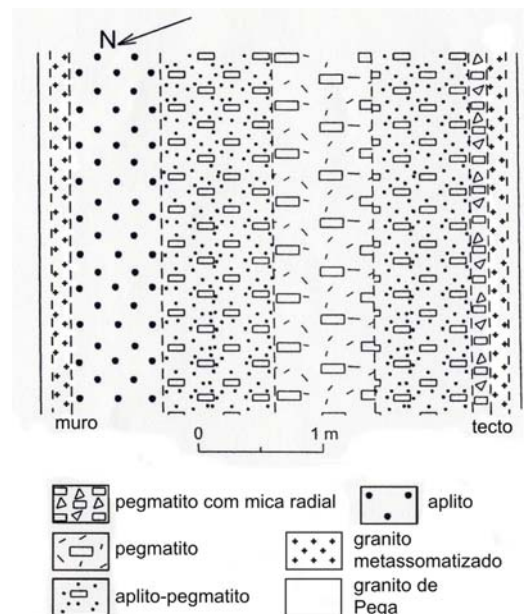 N
muro
tecto
0
1 m
pegmatito com mica radial
aplito
pegmatito
granito
metassomatizado
aplito-pegmatito
granito de
Pega